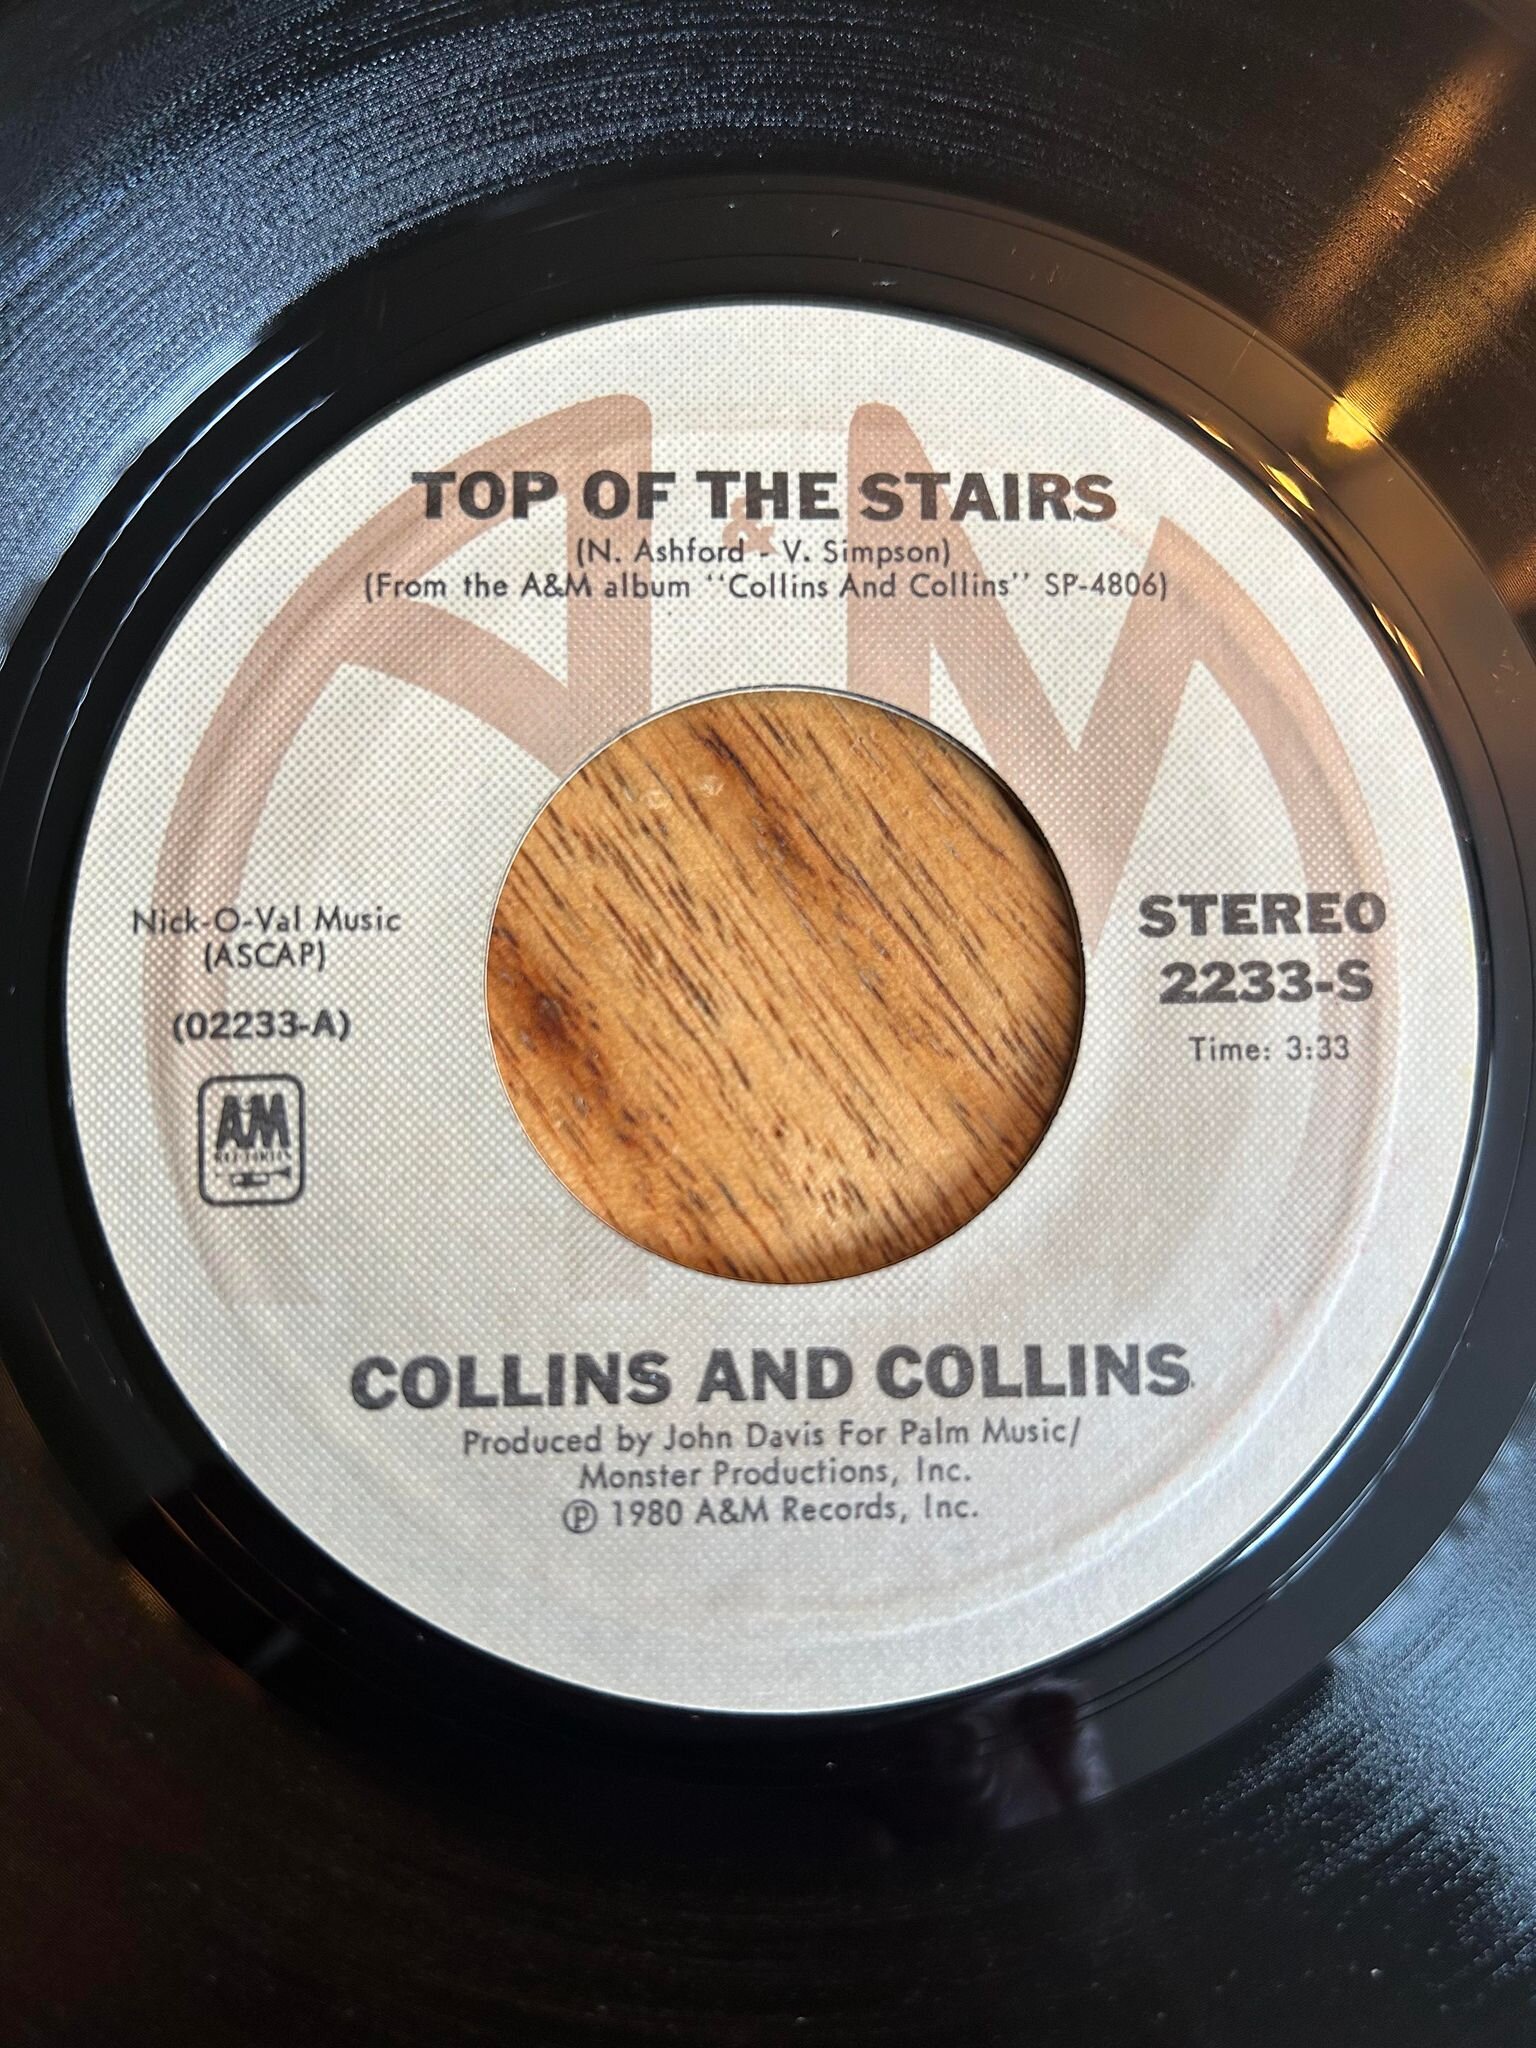 TOP OF THE STAIRS
(N. Ashford - V. Simpson)
(From the A&M album "Collins And Collins" SP-4806)
A&M
Nick-O-Val Music
(ASCAP)
(02233-A)
A&M
RECORDS
STEREO
2233-S
Time: 3:33
COLLINS AND COLLINS
Produced by John Davis For Palm Music/
Monster Productions, Inc.
℗ 1980 A&M Records, Inc.